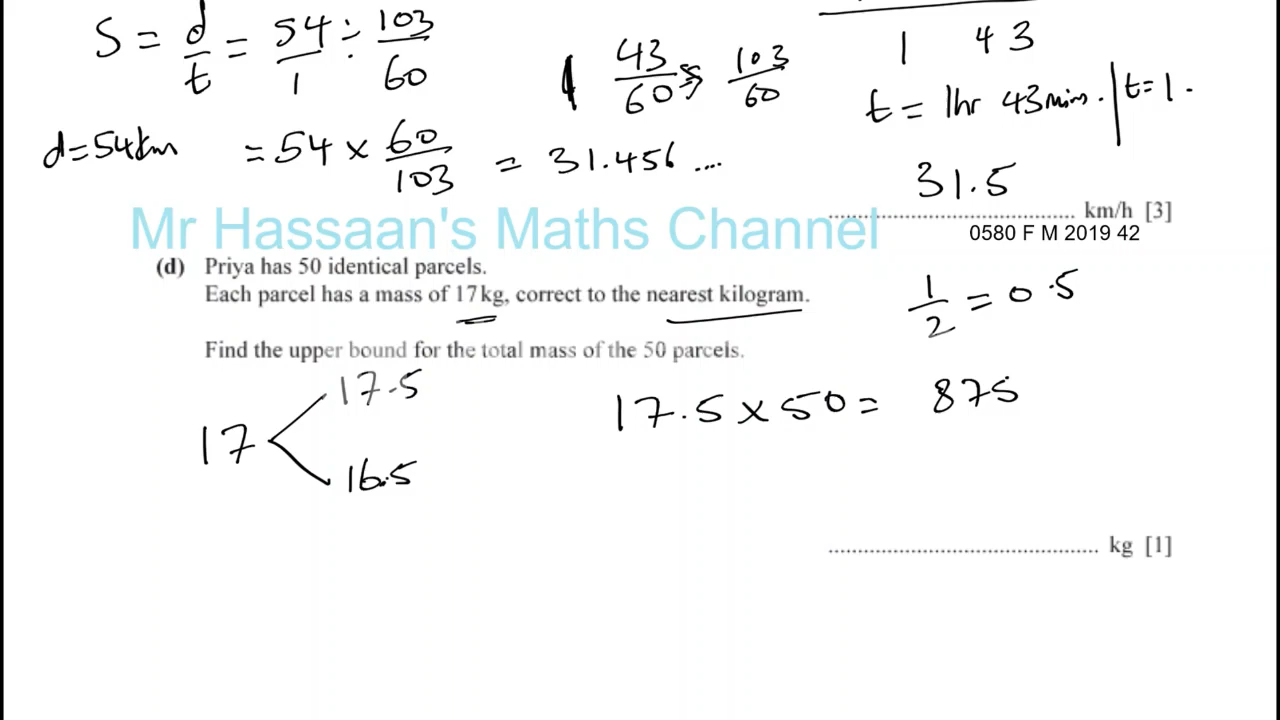 S = d/t = 54/1 ÷ 103/60
1 43/60 103/60
1 43
t = 1hr 43mins. | t = 1.
d=54km = 54 × 60/103 = 31.456 ....
31.5
.......................................... km/h [3]
Mr Hassaan's Maths Channel
0580 F M 2019 42
(d) Priya has 50 identical parcels.
Each parcel has a mass of 17 kg, correct to the nearest kilogram.
1/2 = 0.5
Find the upper bound for the total mass of the 50 parcels.
17 < 17.5
16.5
17.5 × 50 = 875
.............................................. kg [1]